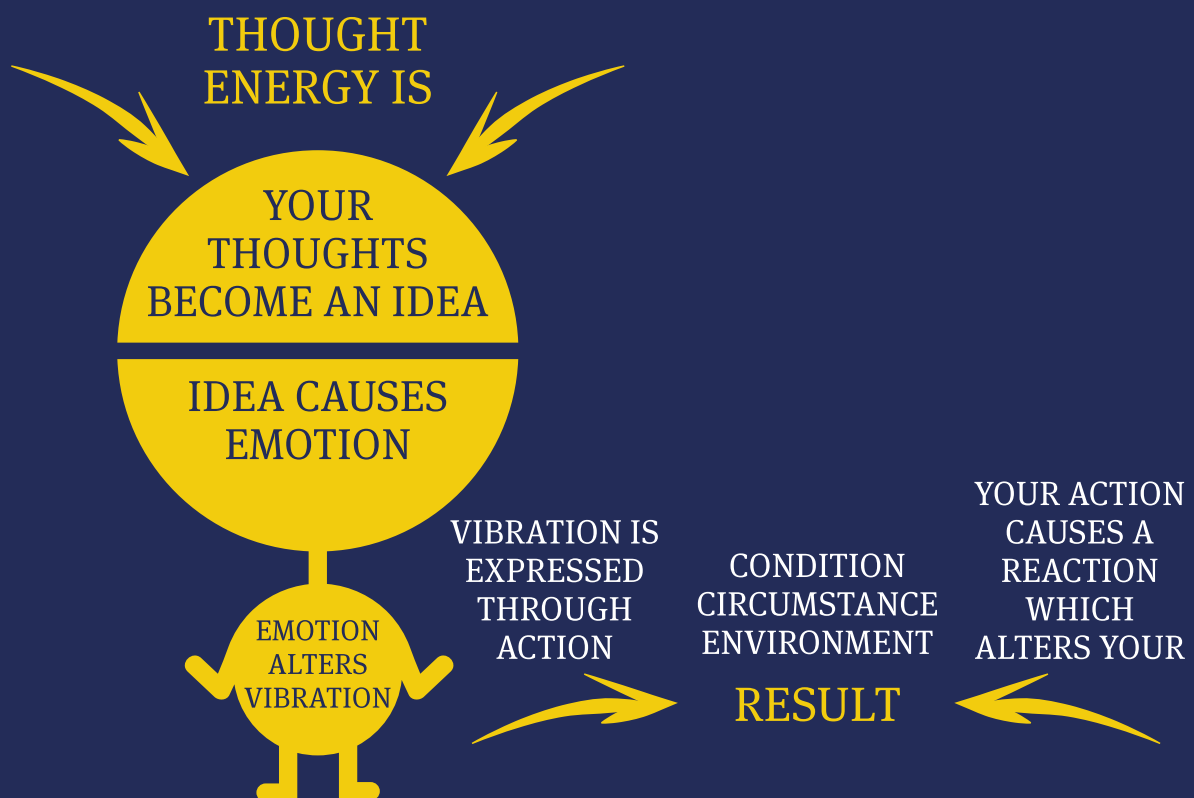 THOUGHT
ENERGY IS
YOUR
THOUGHTS
BECOME AN IDEA
IDEA CAUSES
EMOTION
EMOTION
ALTERS
VIBRATION
VIBRATION IS
EXPRESSED
THROUGH
ACTION
CONDITION
CIRCUMSTANCE
ENVIRONMENT
RESULT
YOUR ACTION
CAUSES A
REACTION
WHICH
ALTERS YOUR